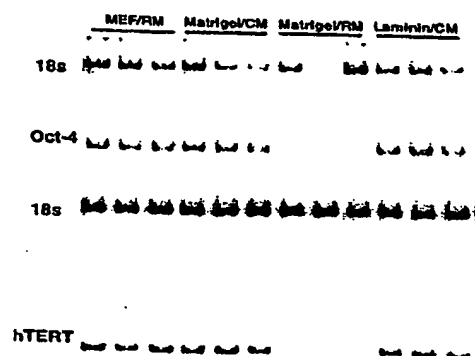 MEF/RM Matrigel/CM Matrigel/RM Laminin/CM
18s
Oct-4
18s
hTERT